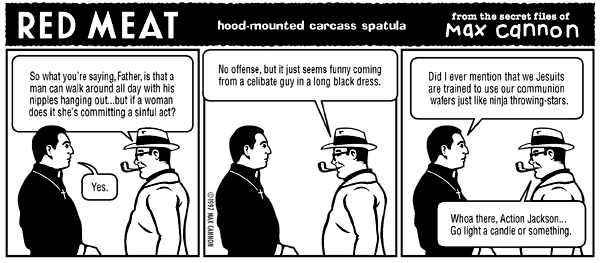 RED MEAT
hood-mounted carcass spatula
from the secret files of
max cannon
So what you're saying, Father, is that a
man can walk around all day with his
nipples hanging out...but if a woman
does it she's committing a sinful act?
Yes.
No offense, but it just seems funny coming
from a celibate guy in a long black dress.
©1997 MAX CANNON
Did I ever mention that we Jesuits
are trained to use our communion
wafers just like ninja throwing-stars.
Whoa there, Action Jackson...
Go light a candle or something.